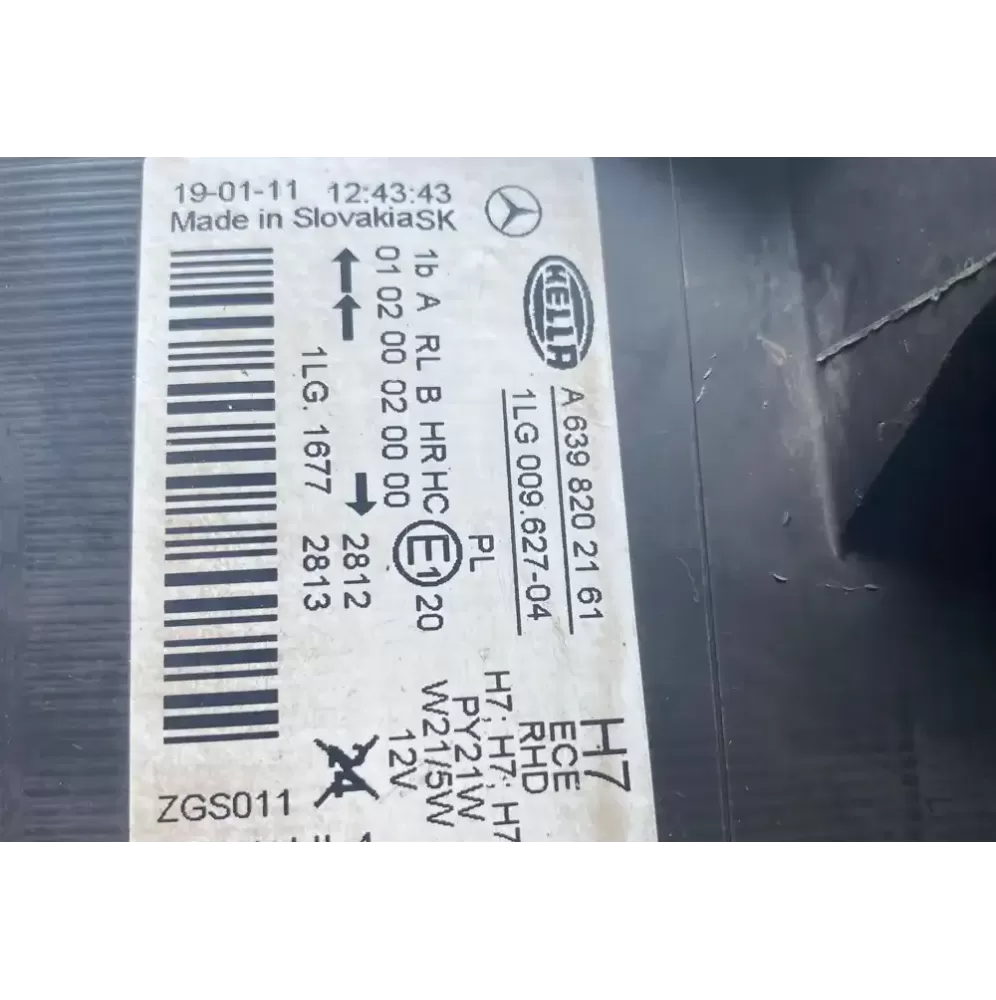 19-01-11 12:43:43
Made in SlovakiaSK
HELLA
A 639 820 21 61
1LG 009.627-04
PL
1b A RL B HR HC
01 02 00 02 00 00
E1 20
2812
1LG. 1677 2813
H7
ECE
RHD
H7; H7; H7
PY21W
W21/5W
12V
24
ZGS011